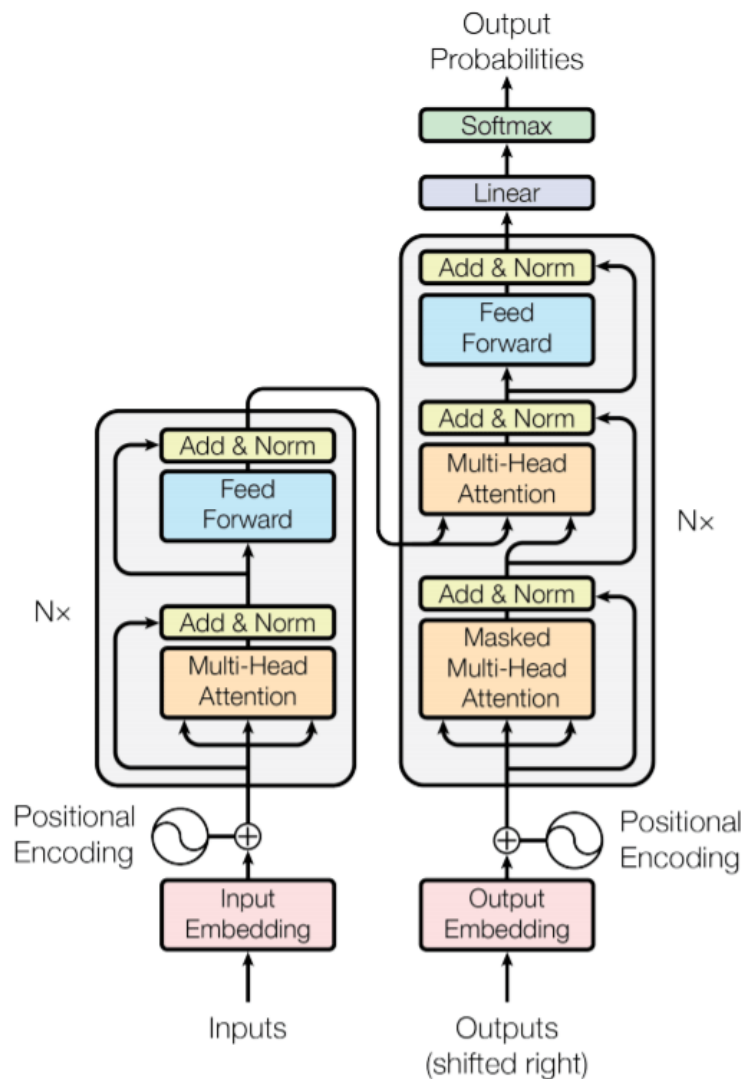 Output
Probabilities
Softmax
Linear
Add & Norm
Feed
Forward
Add & Norm
Multi-Head
Attention
Add & Norm
Masked
Multi-Head
Attention
N×
Add & Norm
Feed
Forward
Add & Norm
Multi-Head
Attention
N×
Positional
Encoding
Positional
Encoding
Input
Embedding
Output
Embedding
Inputs
Outputs
(shifted right)